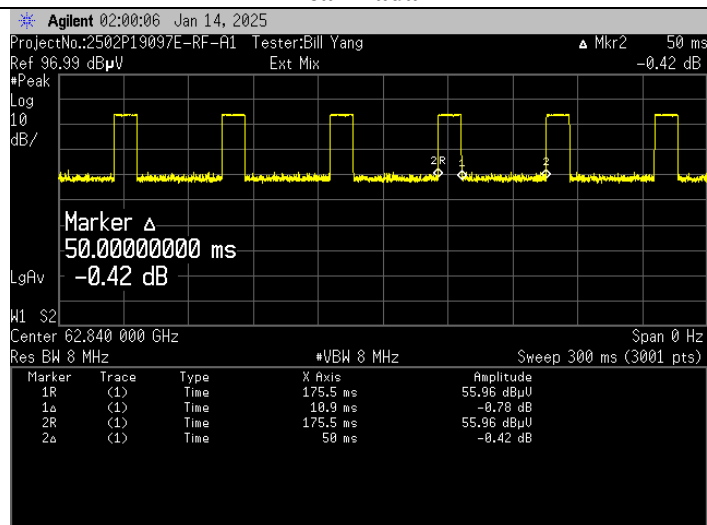 Agilent 02:00:06 Jan 14, 2025
ProjectNo.:2502P19097E-RF-A1 Tester:Bill Yang ▵ Mkr2 50 ms
Ref 96.99 dBµV Ext Mix -0.42 dB
#Peak
Log
10
dB/
2R 1 2
Marker ▵
50.00000000 ms
-0.42 dB
LgAv
W1 S2
Center 62.840 000 GHz Span 0 Hz
Res BW 8 MHz #VBW 8 MHz Sweep 300 ms (3001 pts)
Marker Trace Type X Axis Amplitude
1R (1) Time 175.5 ms 55.96 dBµV
1▵ (1) Time 10.9 ms -0.78 dB
2R (1) Time 175.5 ms 55.96 dBµV
2▵ (1) Time 50 ms -0.42 dB